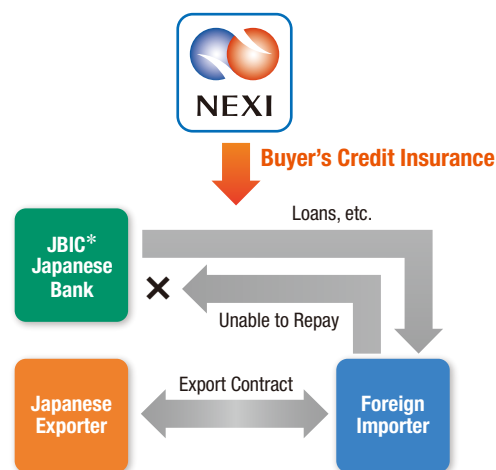 NEXI
Buyer's Credit Insurance
Loans, etc.
JBIC*
Japanese
Bank
×
Unable to Repay
Export Contract
Japanese
Exporter
Foreign
Importer